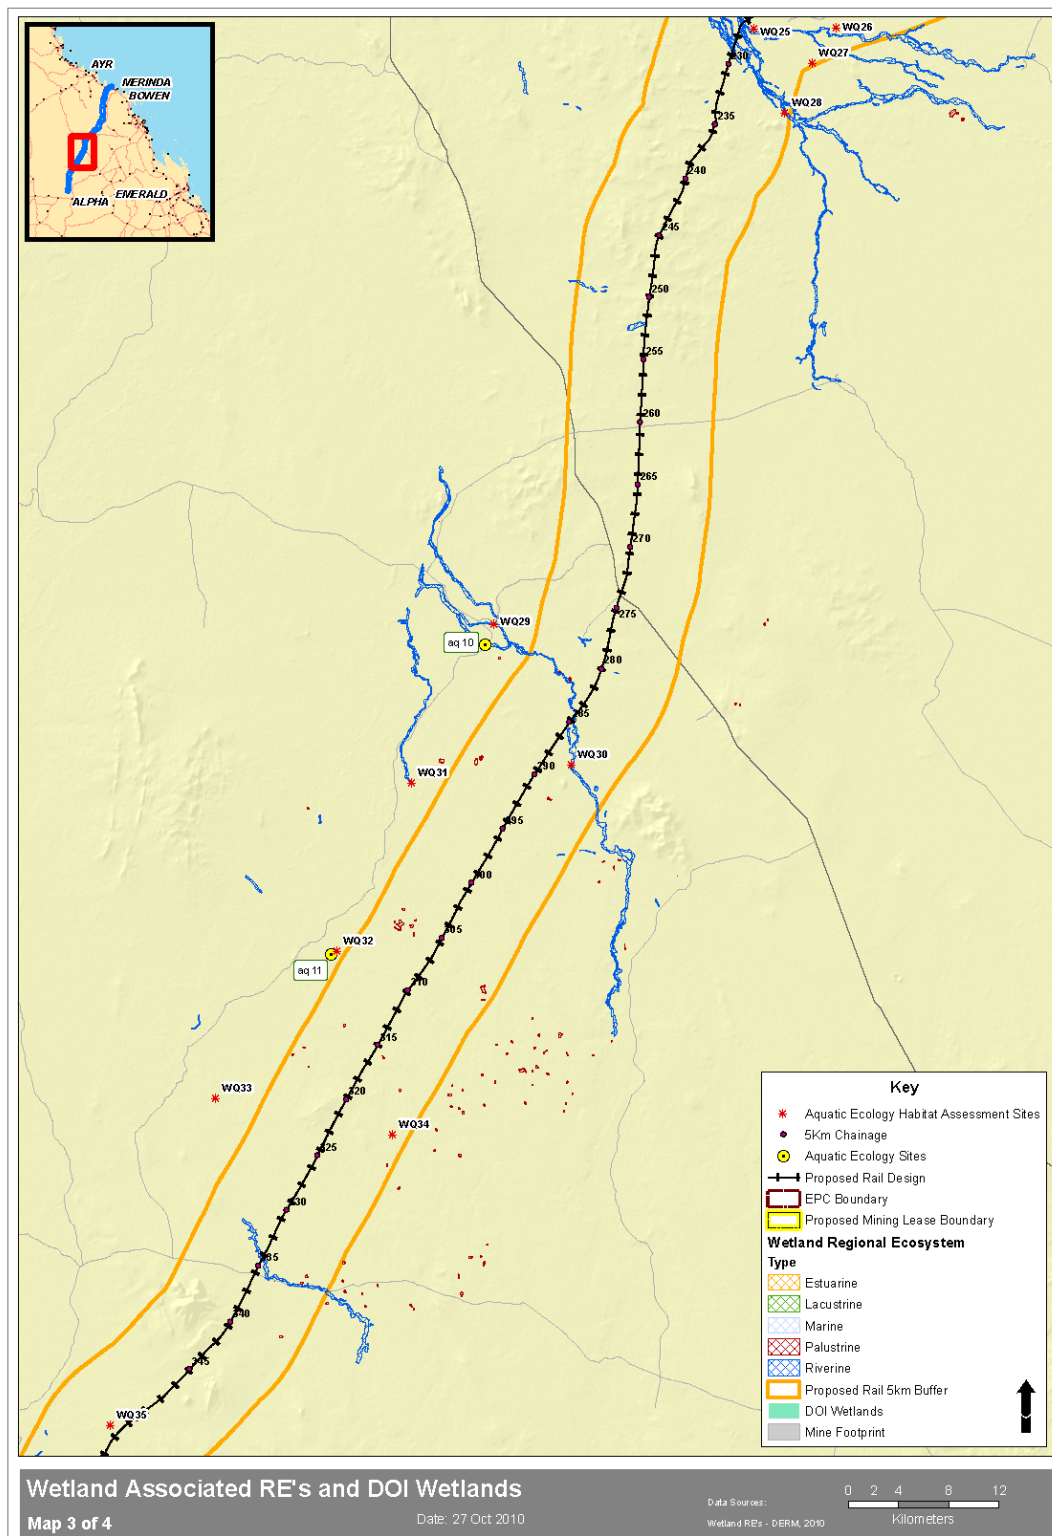 AYR
MERINDA
BOWEN
EMERALD
ALPHA
WQ25
WQ26
230
WQ27
WQ28
235
240
245
250
255
260
265
270
275
WQ29
aq 10
280
285
WQ30
290
WQ31
295
300
305
WQ32
aq 11
310
315
320
WQ33
WQ34
325
330
335
340
345
WQ35
Key
Aquatic Ecology Habitat Assessment Sites
5Km Chainage
Aquatic Ecology Sites
Proposed Rail Design
EPC Boundary
Proposed Mining Lease Boundary
Wetland Regional Ecosystem
Type
Estuarine
Lacustrine
Marine
Palustrine
Riverine
Proposed Rail 5km Buffer
DOI Wetlands
Mine Footprint
Wetland Associated RE's and DOI Wetlands
Map 3 of 4
Date: 27 Oct 2010
Data Sources:
Wetland RE's - DERM, 2010
0 2 4 8 12
Kilometers